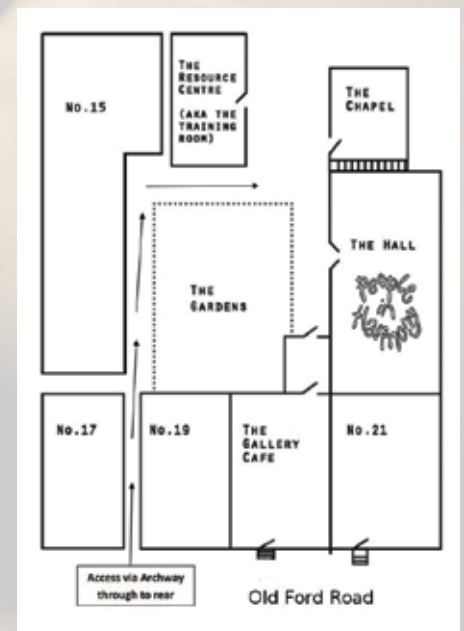 No.15
THE
RESOURCE
CENTRE
(AKA THE
TRAINING
ROOM)
THE
CHAPEL
THE HALL
People
in
Harmony
THE
GARDENS
No.17
No.19
THE
GALLERY
CAFE
No.21
Access via Archway
through to rear
Old Ford Road